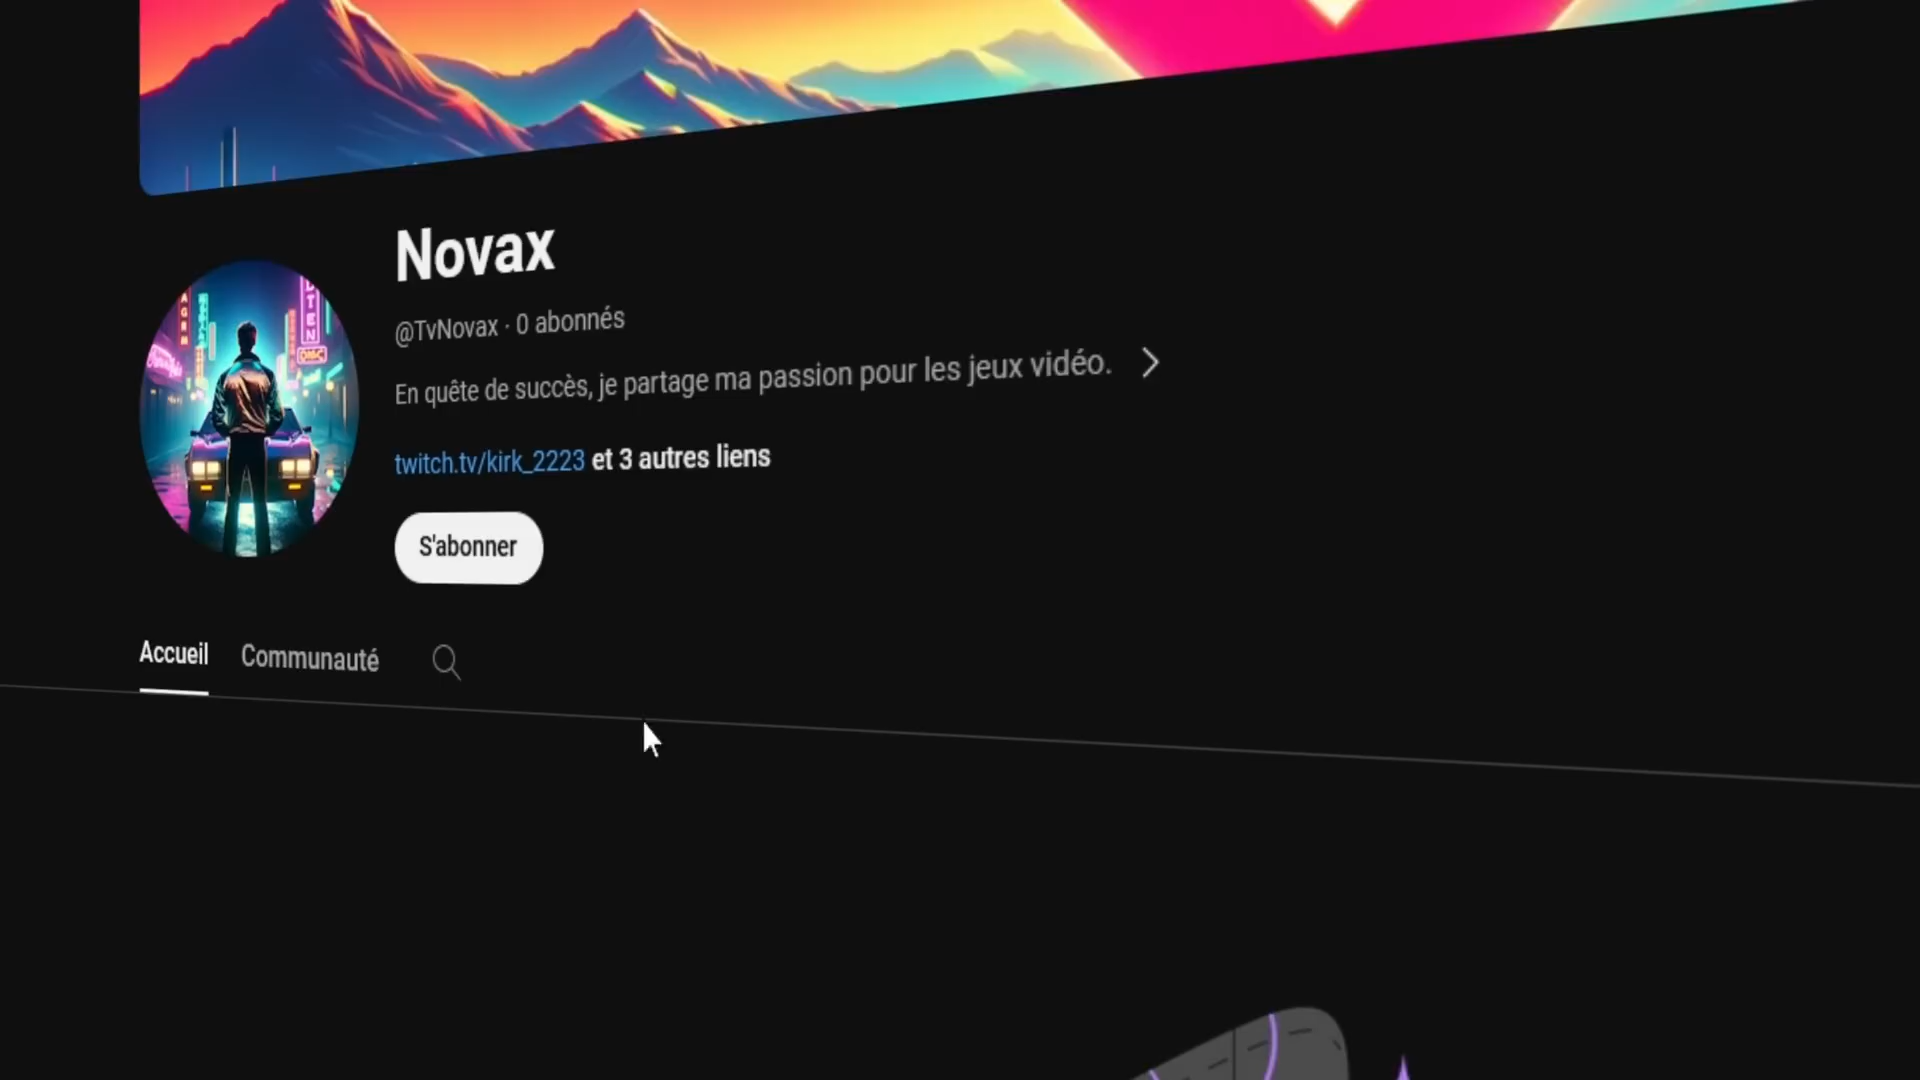 Novax
@TvNovax · 0 abonnés
En quête de succès, je partage ma passion pour les jeux vidéo.
twitch.tv/kirk_2223 et 3 autres liens
S'abonner
Accueil
Communauté